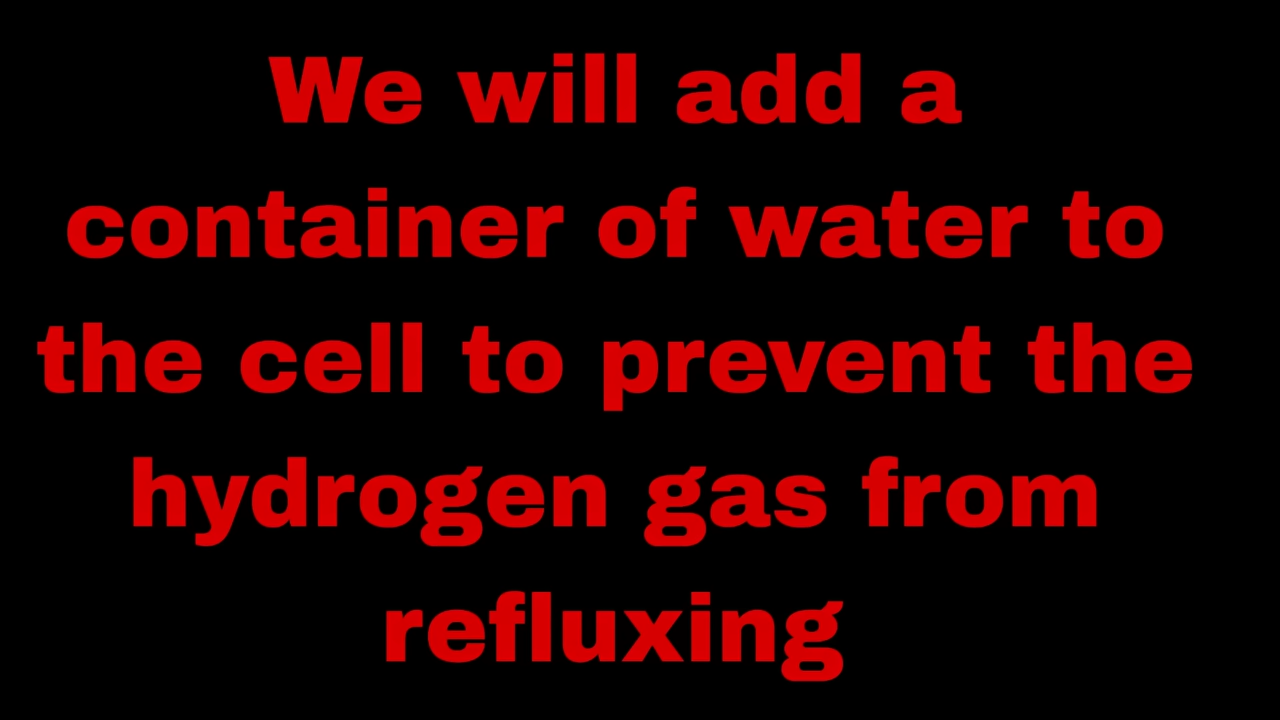 We will add a
container of water to
the cell to prevent the
hydrogen gas from
refluxing